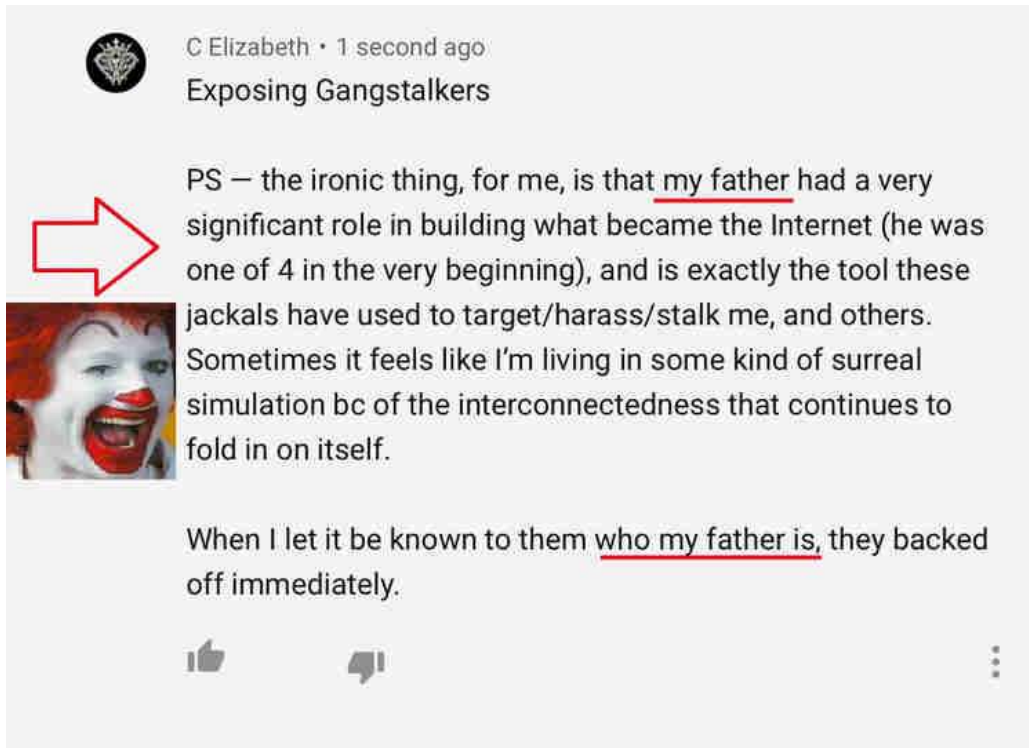 C Elizabeth • 1 second ago
Exposing Gangstalkers
PS — the ironic thing, for me, is that my father had a very
significant role in building what became the Internet (he was
one of 4 in the very beginning), and is exactly the tool these
jackals have used to target/harass/stalk me, and others.
Sometimes it feels like I'm living in some kind of surreal
simulation bc of the interconnectedness that continues to
fold in on itself.
When I let it be known to them who my father is, they backed
off immediately.